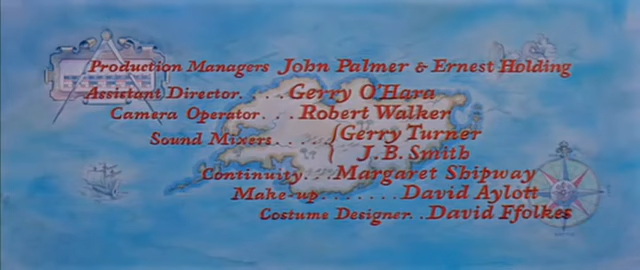 Production Managers John Palmer & Ernest Holding
Assistant Director. . . .Gerry O'Hara
Camera Operator. . . Robert Walker
Sound Mixers. . . . . .{Gerry Turner
J.B. Smith
Continuity. . . .Margaret Shipway
Make-up. . . . . . . .David Aylott
Costume Designer. . .David Ffolkes